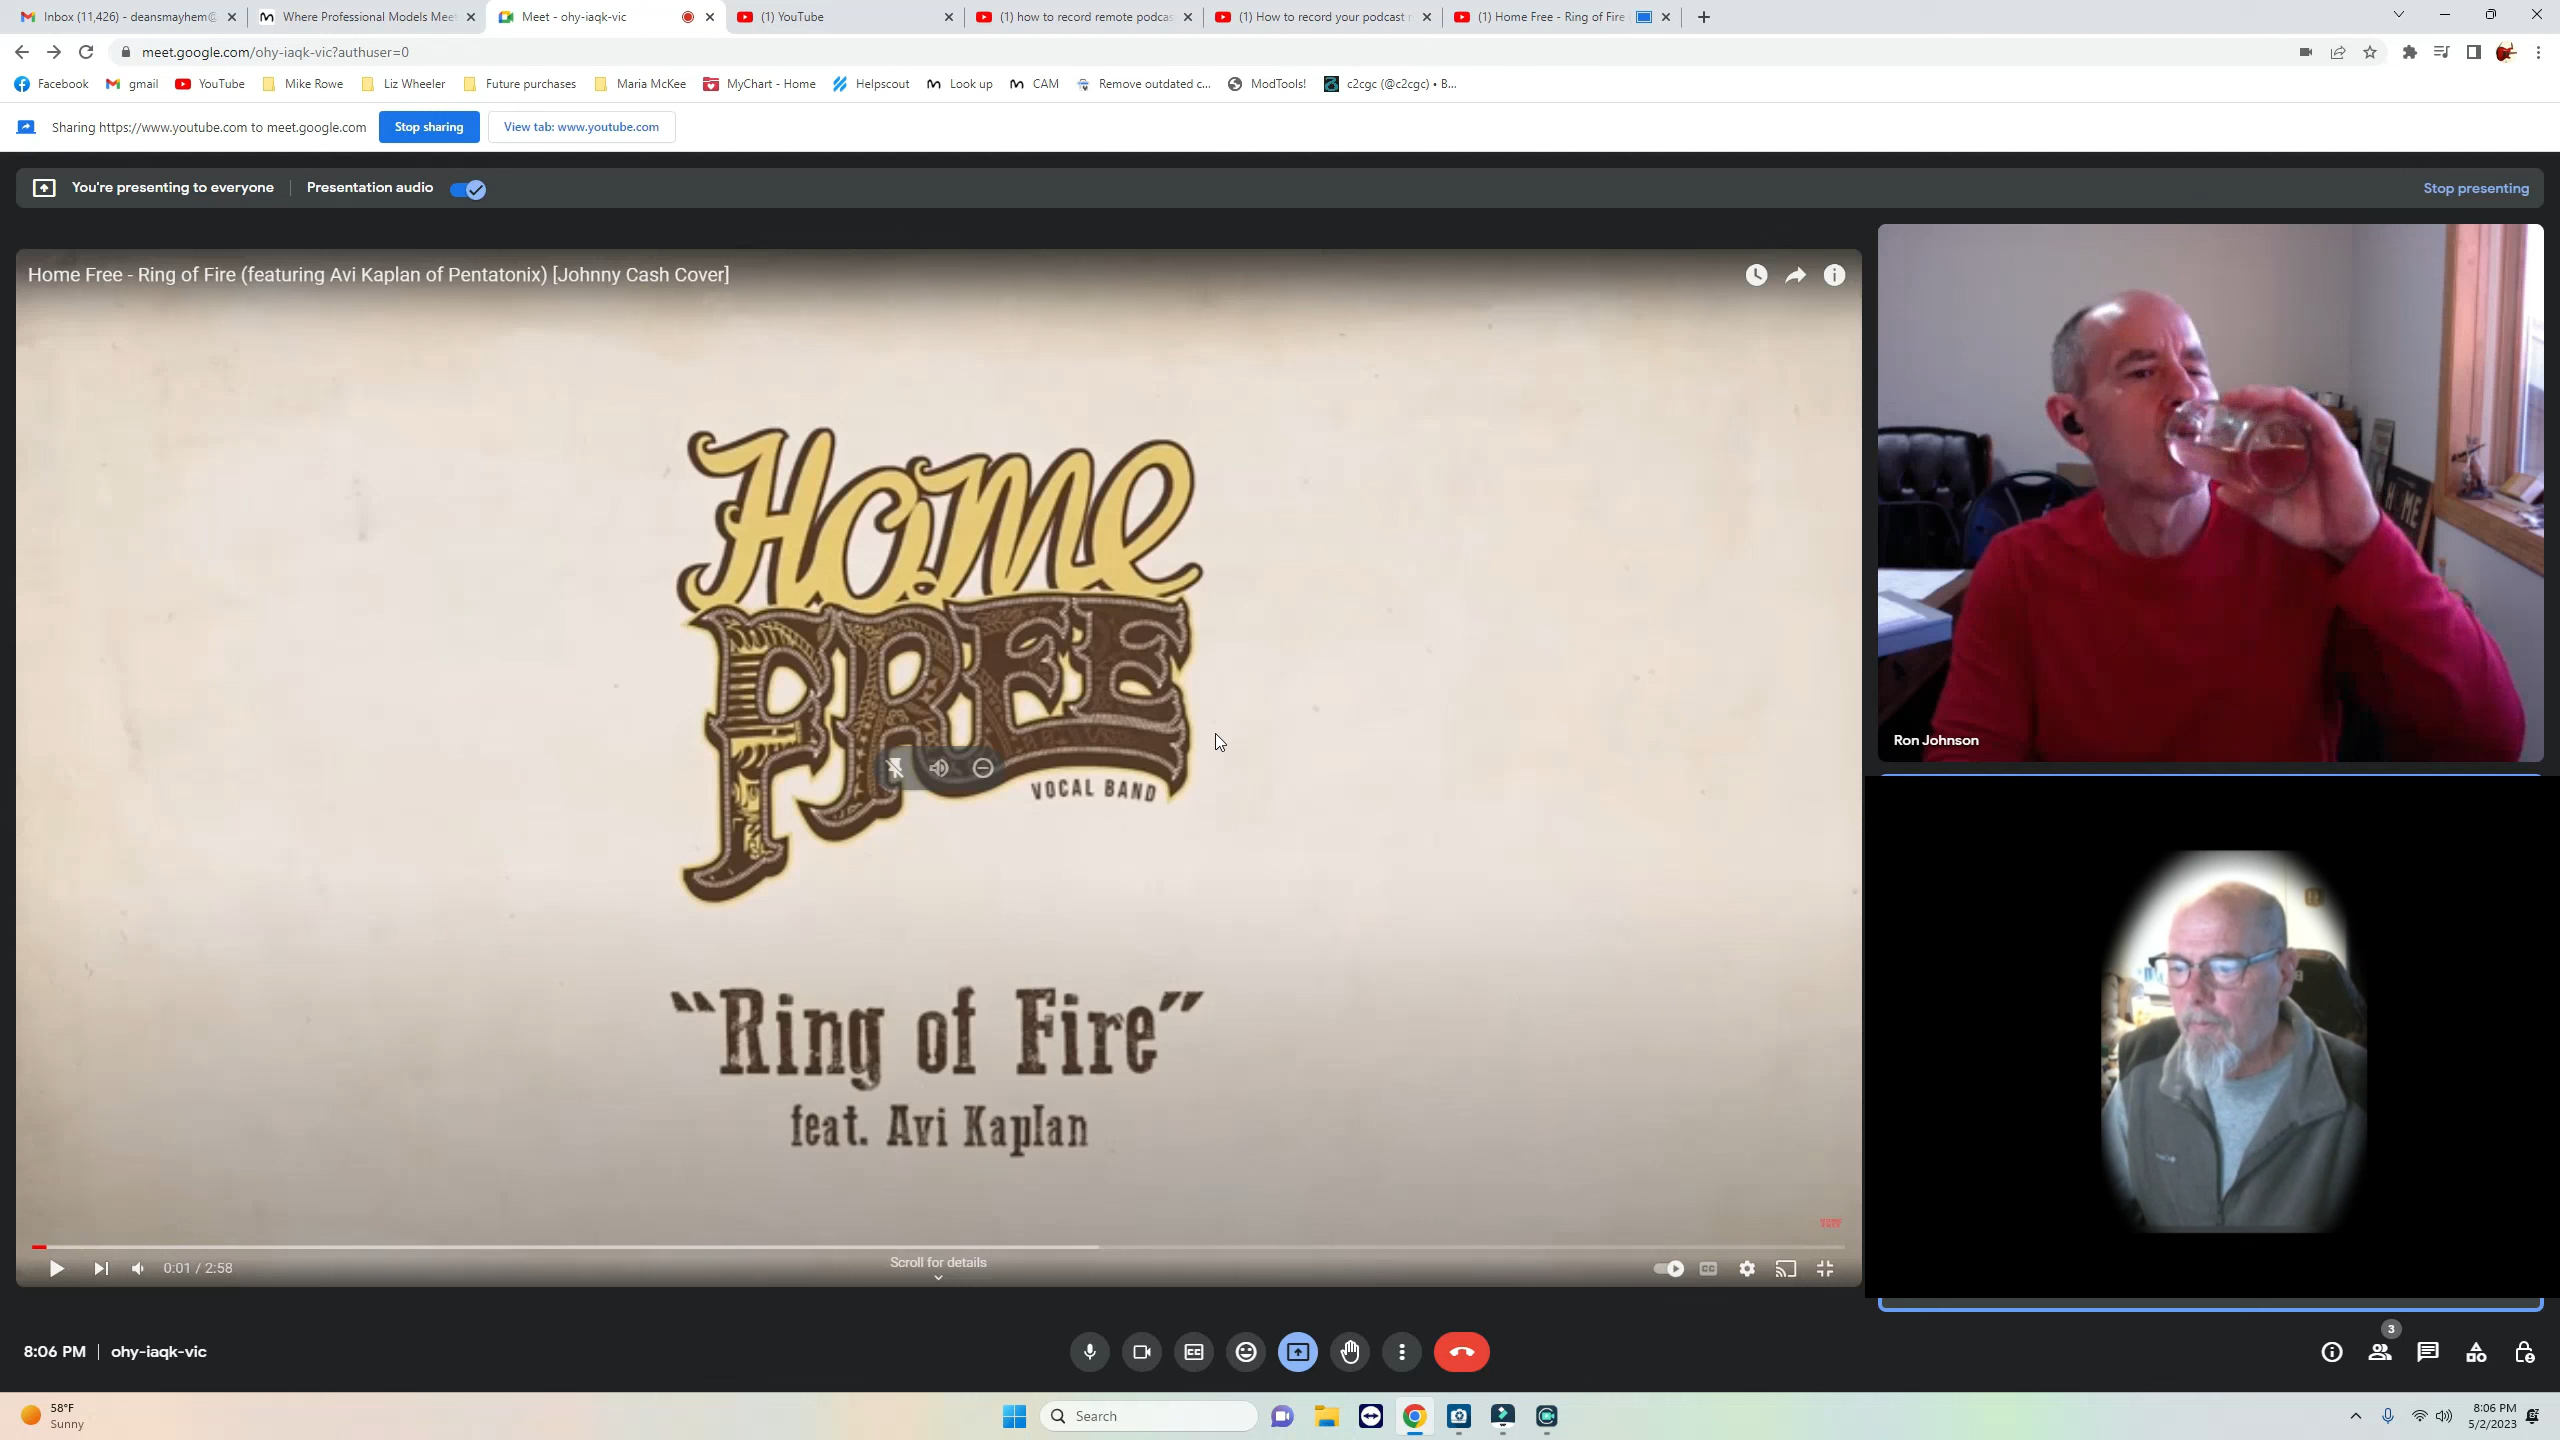 Inbox (11,426) - deansmayhem@
Where Professional Models Meet
Meet - ohy-iaqk-vic
(1) YouTube
(1) how to record remote podcas
(1) How to record your podcast r
(1) Home Free - Ring of Fire
meet.google.com/ohy-iaqk-vic?authuser=0
Facebook
gmail
YouTube
Mike Rowe
Liz Wheeler
Future purchases
Maria McKee
MyChart - Home
Helpscout
Look up
CAM
Remove outdated c...
ModTools!
c2cgc (@c2cgc) • B...
Sharing https://www.youtube.com to meet.google.com
Stop sharing
View tab: www.youtube.com
You're presenting to everyone
Presentation audio
Stop presenting
Home Free - Ring of Fire (featuring Avi Kaplan of Pentatonix) [Johnny Cash Cover]
Home
FREE
VOCAL BAND
"Ring of Fire"
feat. Avi Kaplan
HOME
FREE
HOME
Ron Johnson
0:01 / 2:58
Scroll for details
CC
8:06 PM | ohy-iaqk-vic
3
58°F
Sunny
Search
8:06 PM
5/2/2023